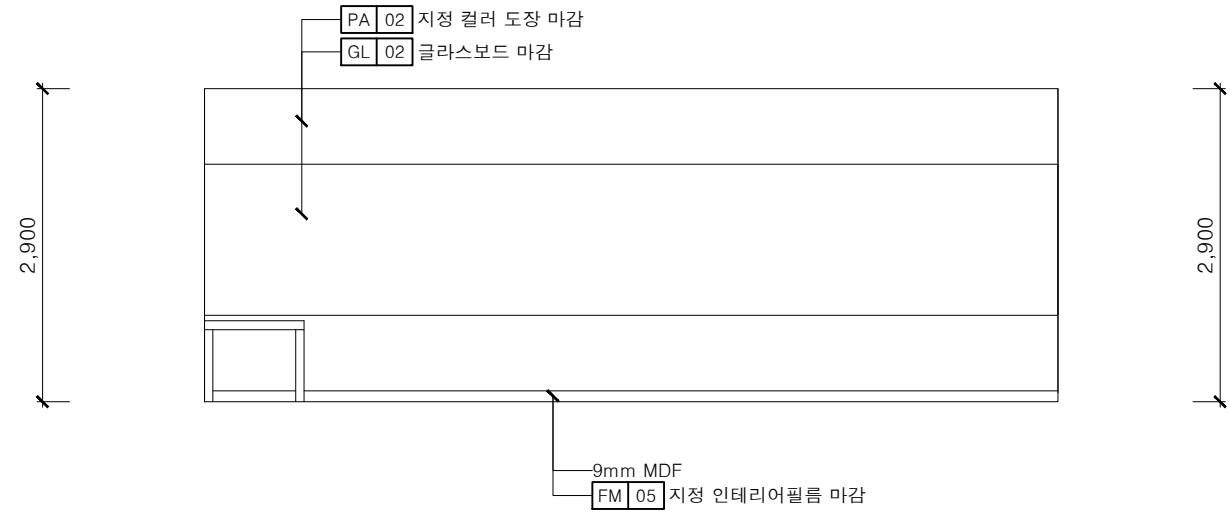 PA 02 지정 컬러 도장 마감
GL 02 글라스보드 마감
2,900
2,900
9mm MDF
FM 05 지정 인테리어필름 마감